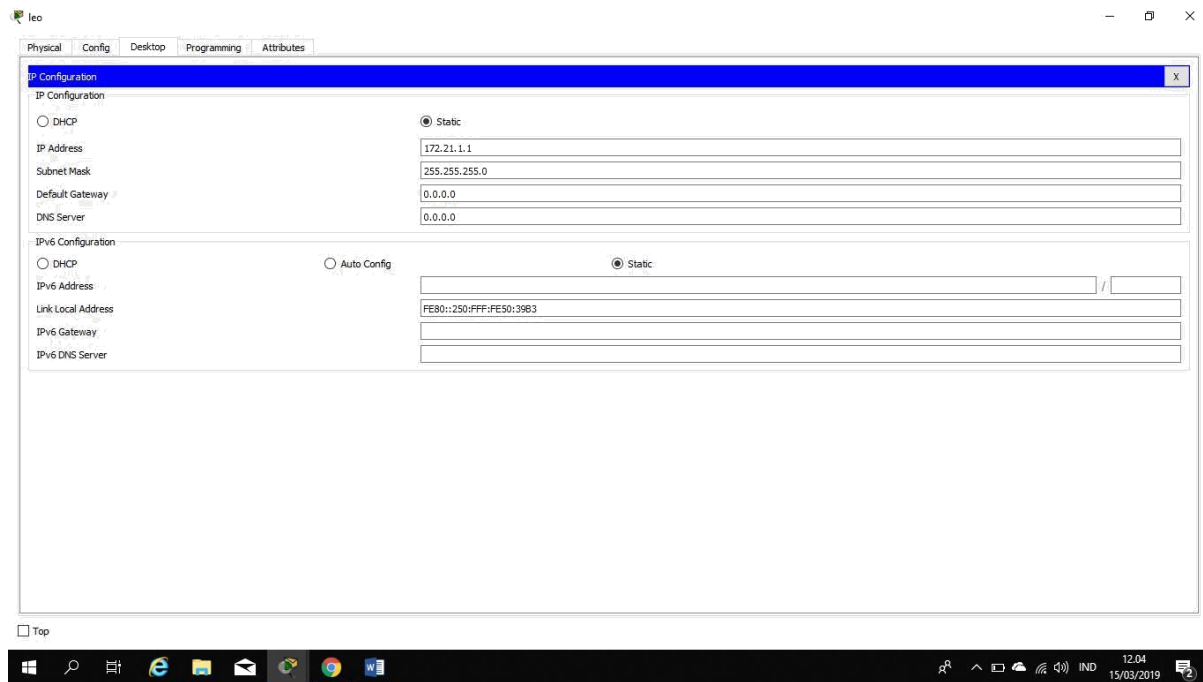 leo
Physical Config Desktop Programming Attributes
IP Configuration X
IP Configuration
DHCP Static
IP Address 172.21.1.1
Subnet Mask 255.255.255.0
Default Gateway 0.0.0.0
DNS Server 0.0.0.0
IPv6 Configuration
DHCP Auto Config Static
IPv6 Address /
Link Local Address FE80::250:FFF:FE50:39B3
IPv6 Gateway
IPv6 DNS Server
Top
IND 12.04
15/03/2019 2